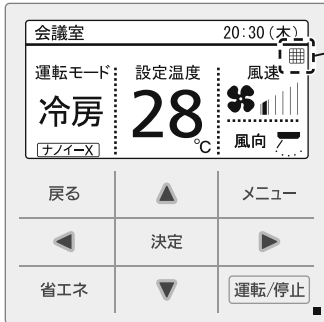 会議室 20:30 (木)
運転モード 設定温度 風速
冷房 28℃
ナノイーX 風向
戻る メニュー
決定
省エネ 運転/停止